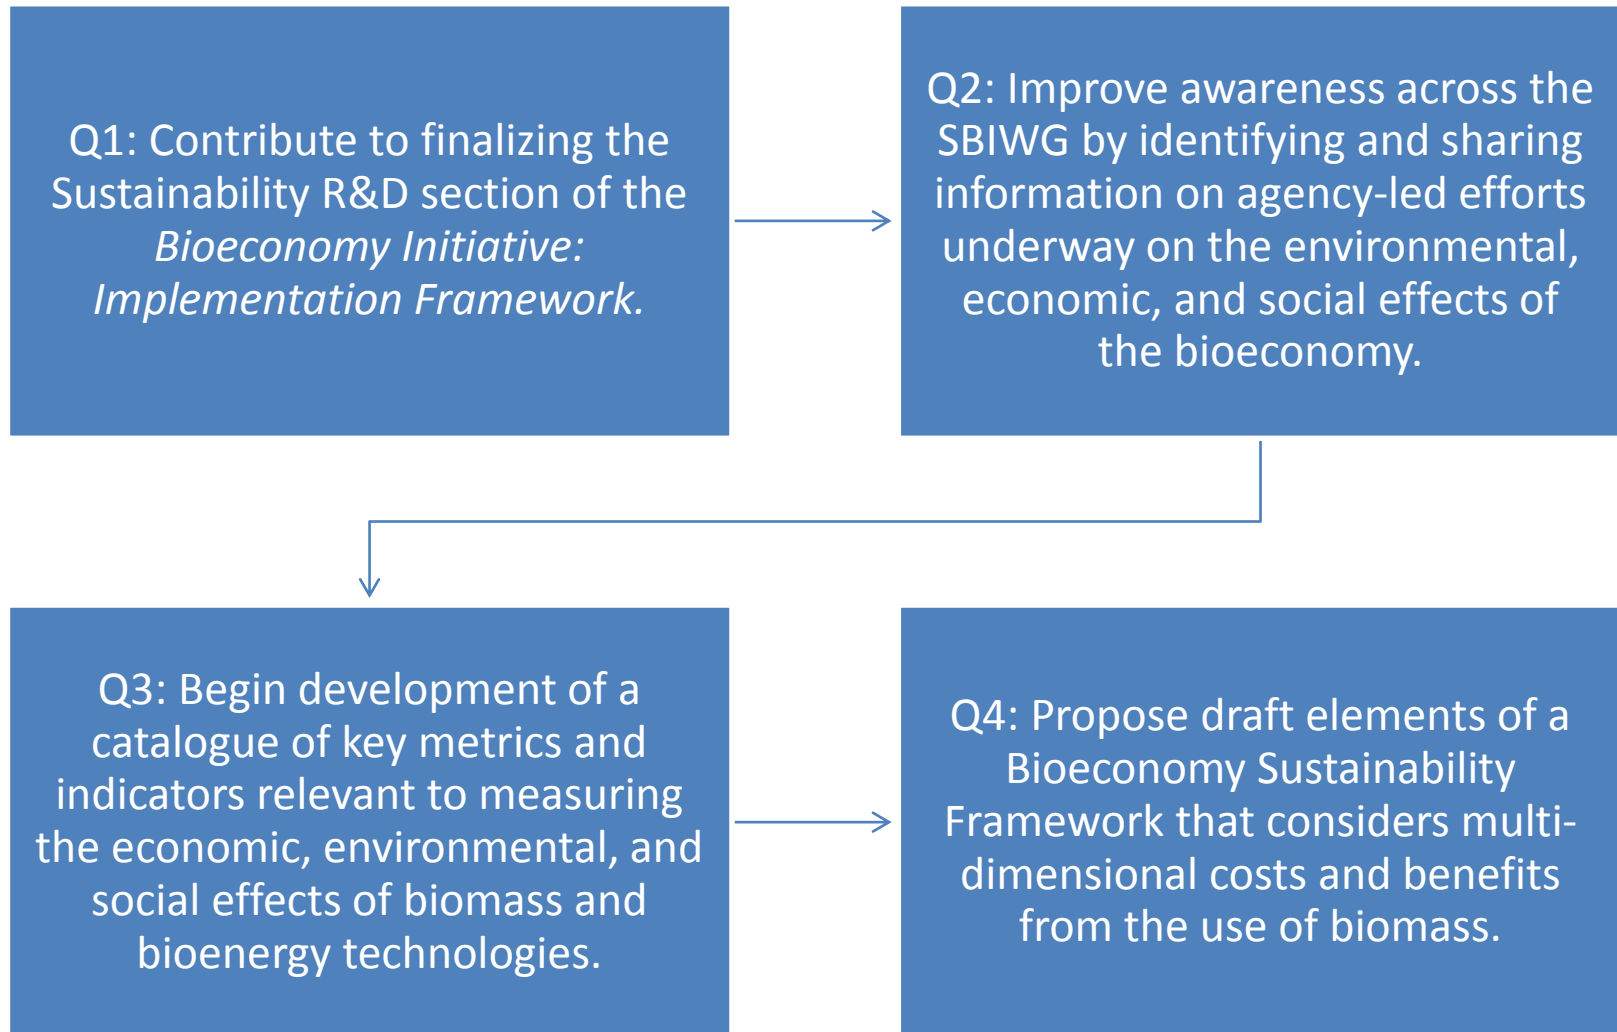 Q1: Contribute to finalizing the
Sustainability R&D section of the
Bioeconomy Initiative:
Implementation Framework.
Q2: Improve awareness across the
SBIWG by identifying and sharing
information on agency-led efforts
underway on the environmental,
economic, and social effects of
the bioeconomy.
Q3: Begin development of a
catalogue of key metrics and
indicators relevant to measuring
the economic, environmental, and
social effects of biomass and
bioenergy technologies.
Q4: Propose draft elements of a
Bioeconomy Sustainability
Framework that considers multi-
dimensional costs and benefits
from the use of biomass.